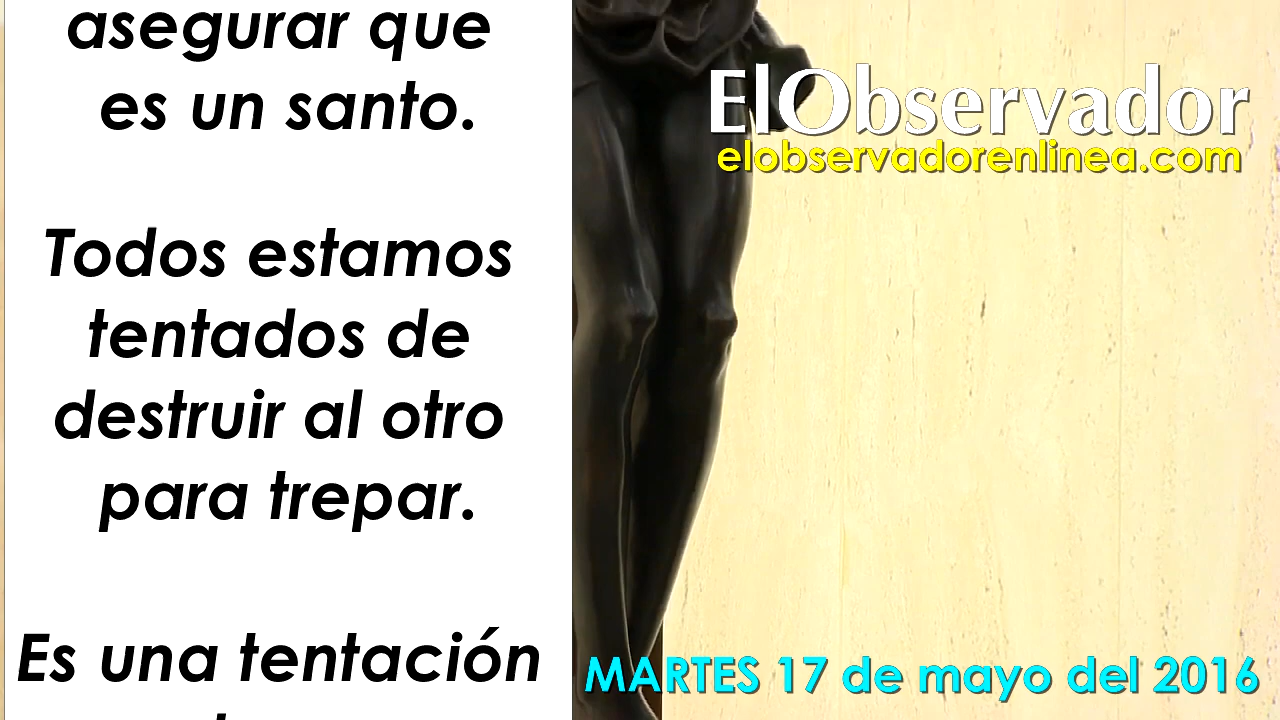 asegurar que
es un santo.
Todos estamos
tentados de
destruir al otro
para trepar.
Es una tentación
ElObservador
elobservadorenlinea.com
MARTES 17 de mayo del 2016